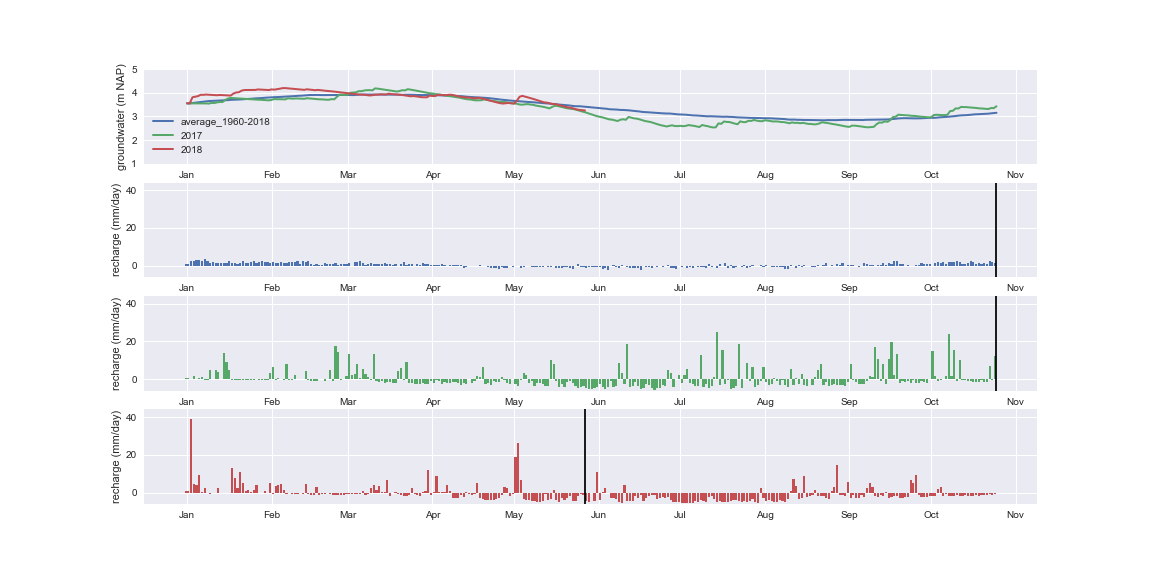 groundwater (m NAP)
5
4
3
2
1
average_1960-2018
2017
2018
Jan Feb Mar Apr May Jun Jul Aug Sep Oct Nov
recharge (mm/day)
40
20
0
Jan Feb Mar Apr May Jun Jul Aug Sep Oct Nov
recharge (mm/day)
40
20
0
Jan Feb Mar Apr May Jun Jul Aug Sep Oct Nov
recharge (mm/day)
40
20
0
Jan Feb Mar Apr May Jun Jul Aug Sep Oct Nov